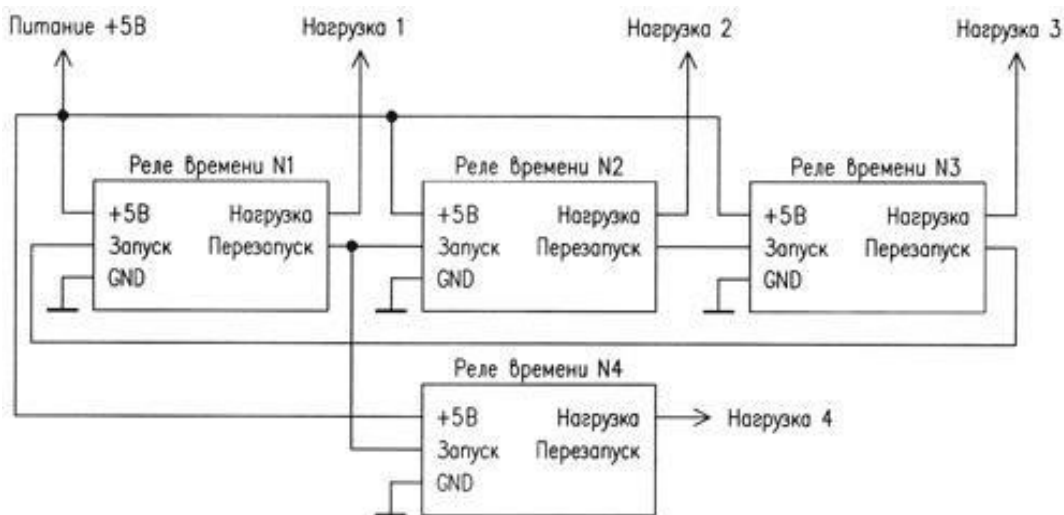 Питание +5В
Нагрузка 1
Нагрузка 2
Нагрузка 3
Реле времени N1
+5В
Нагрузка
Запуск
Перезапуск
GND
Реле времени N2
+5В
Нагрузка
Запуск
Перезапуск
GND
Реле времени N3
+5В
Нагрузка
Запуск
Перезапуск
GND
Реле времени N4
+5В
Нагрузка
Запуск
Перезапуск
GND
Нагрузка 4